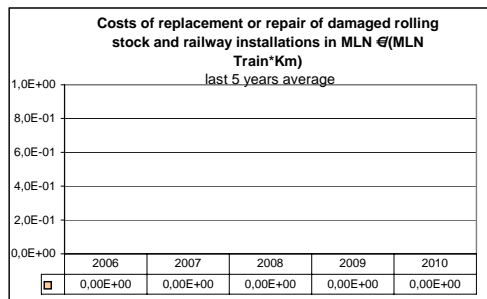 Costs of replacement or repair of damaged rolling
stock and railway installations in MLN €/(MLN
Train*Km)
last 5 years average
1,0E+00
8,0E-01
6,0E-01
4,0E-01
2,0E-01
0,0E+00
2006 2007 2008 2009 2010
0,00E+00 0,00E+00 0,00E+00 0,00E+00 0,00E+00